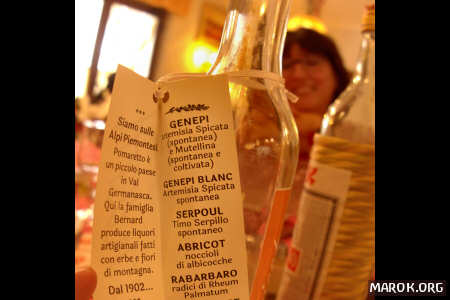 Siamo sulle
Alpi Piemontesi
Pomaretto è
un piccolo paese
in Val
Germanasca.
Qui la famiglia
Bernard
produce liquori
artigianali fatti
con erbe e fiori
di montagna.
Dal 1902...
GENEPI
Artemisia Spicata
(spontanea)
e Mutellina
(spontanea e
coltivata)
GENEPI BLANC
Artemisia Spicata
spontanea
SERPOUL
Timo Serpillo
spontaneo
ABRICOT
noccioli
di albicocche
RABARBARO
radici di Rheum
Palmatum
MAROK.ORG